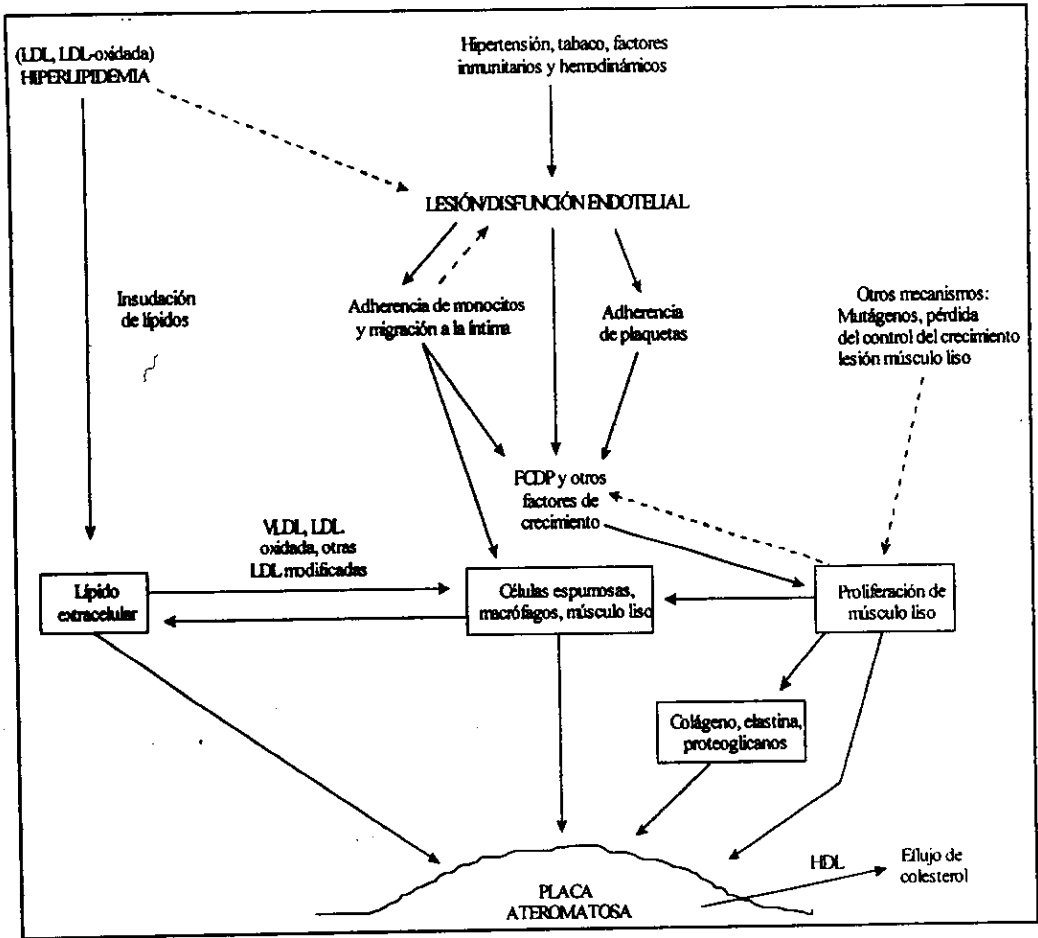 (LDL, LDL-oxidada)
HIPERLIPIDEMIA
Hipertensión, tabaco, factores
inmunitarios y hemodinámicos
LESIÓN/DISFUNCIÓN ENDOTELIAL
Insudación
de lípidos
Adherencia de monocitos
y migración a la íntima
Adherencia
de plaquetas
Otros mecanismos:
Mutágenos, pérdida
del control del crecimiento
lesión músculo liso
FCDP y otros
factores de
crecimiento
VLDL, LDL.
oxidada, otras
LDL modificadas
Lípido
extracelular
Células espumosas,
macrófagos, músculo liso
Proliferación de
músculo liso
Colágeno, elastina,
proteoglicanos
HDL
Eflujo de
colesterol
PLACA
ATEROMATOSA